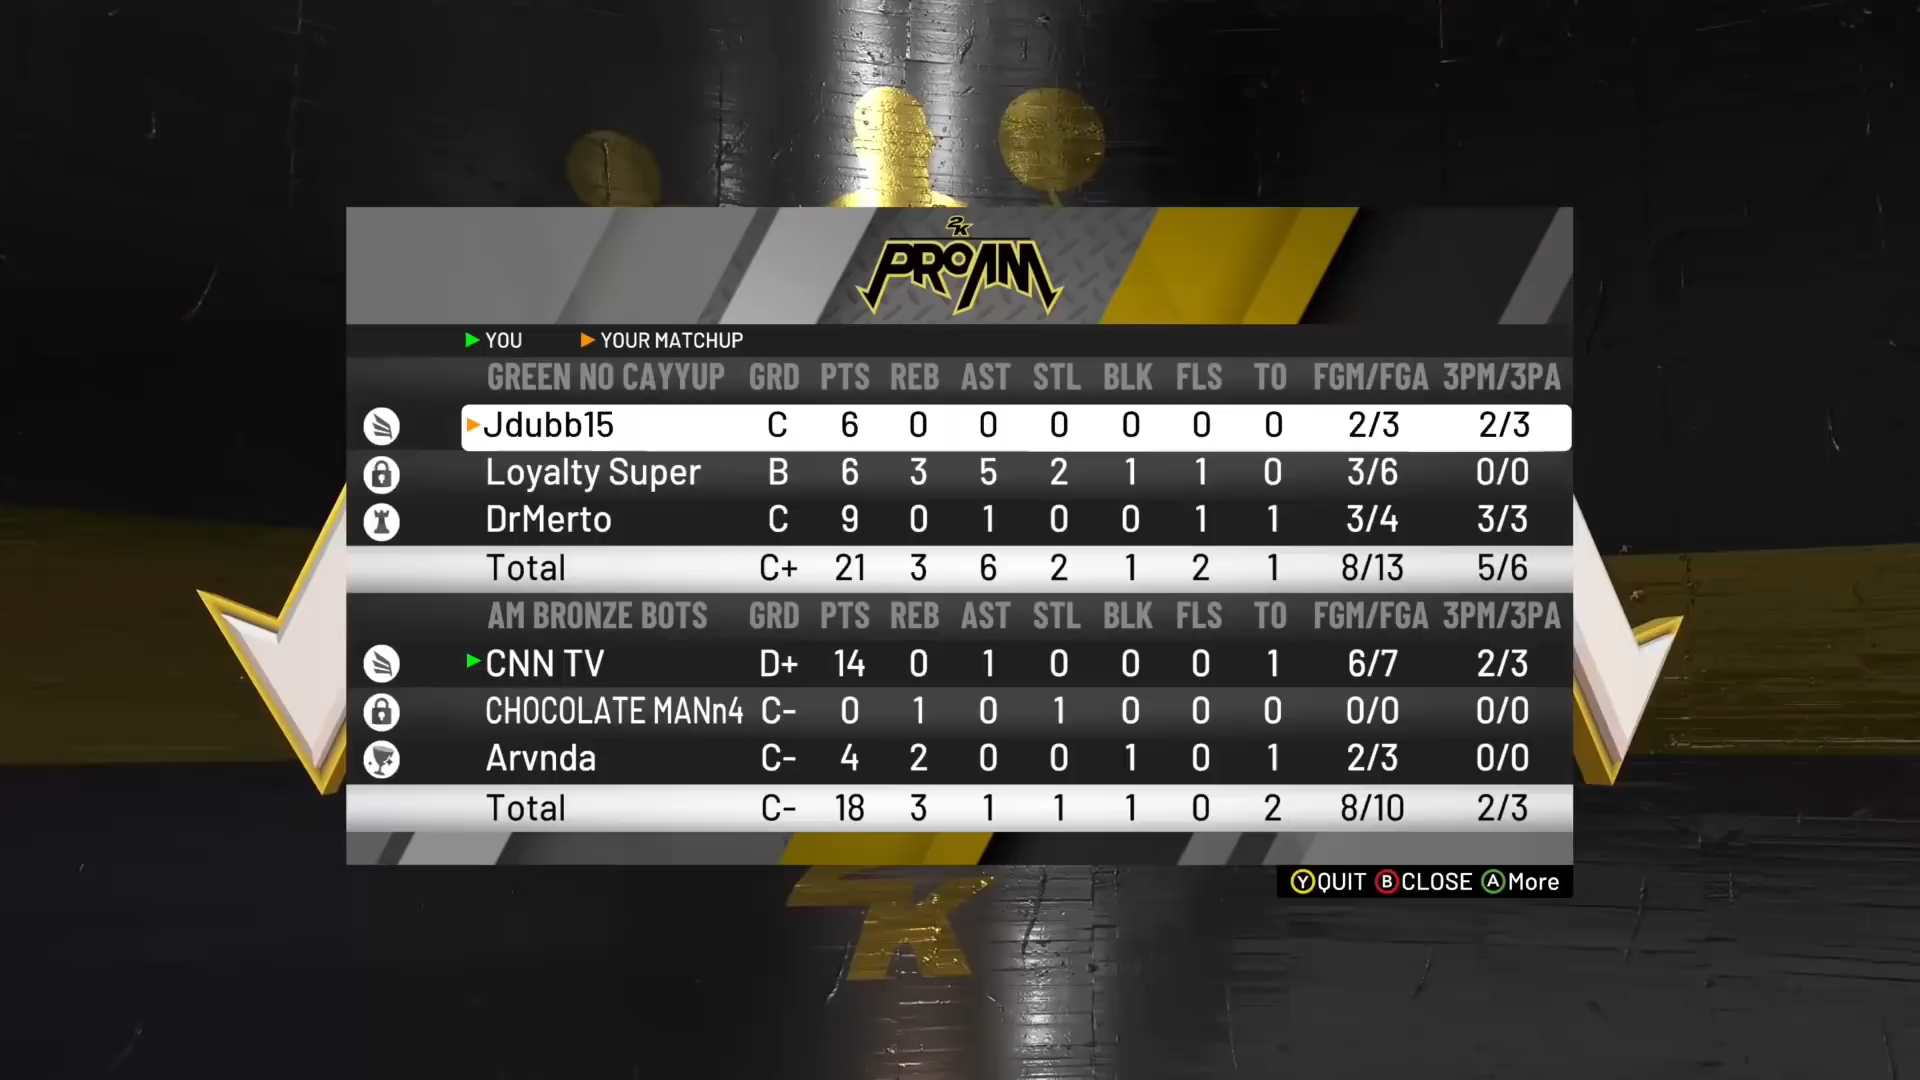 2K
PRO AM
YOU YOUR MATCHUP
GREEN NO CAYYUP GRD PTS REB AST STL BLK FLS TO FGM/FGA 3PM/3PA
Jdubb15 C 6 0 0 0 0 0 0 2/3 2/3
Loyalty Super B 6 3 5 2 1 1 0 3/6 0/0
DrMerto C 9 0 1 0 0 1 1 3/4 3/3
Total C+ 21 3 6 2 1 2 1 8/13 5/6
AM BRONZE BOTS GRD PTS REB AST STL BLK FLS TO FGM/FGA 3PM/3PA
CNN TV D+ 14 0 1 0 0 0 1 6/7 2/3
CHOCOLATE MANn4 C- 0 1 0 1 0 0 0 0/0 0/0
Arvnda C- 4 2 0 0 1 0 1 2/3 0/0
Total C- 18 3 1 1 1 0 2 8/10 2/3
Y QUIT B CLOSE A More